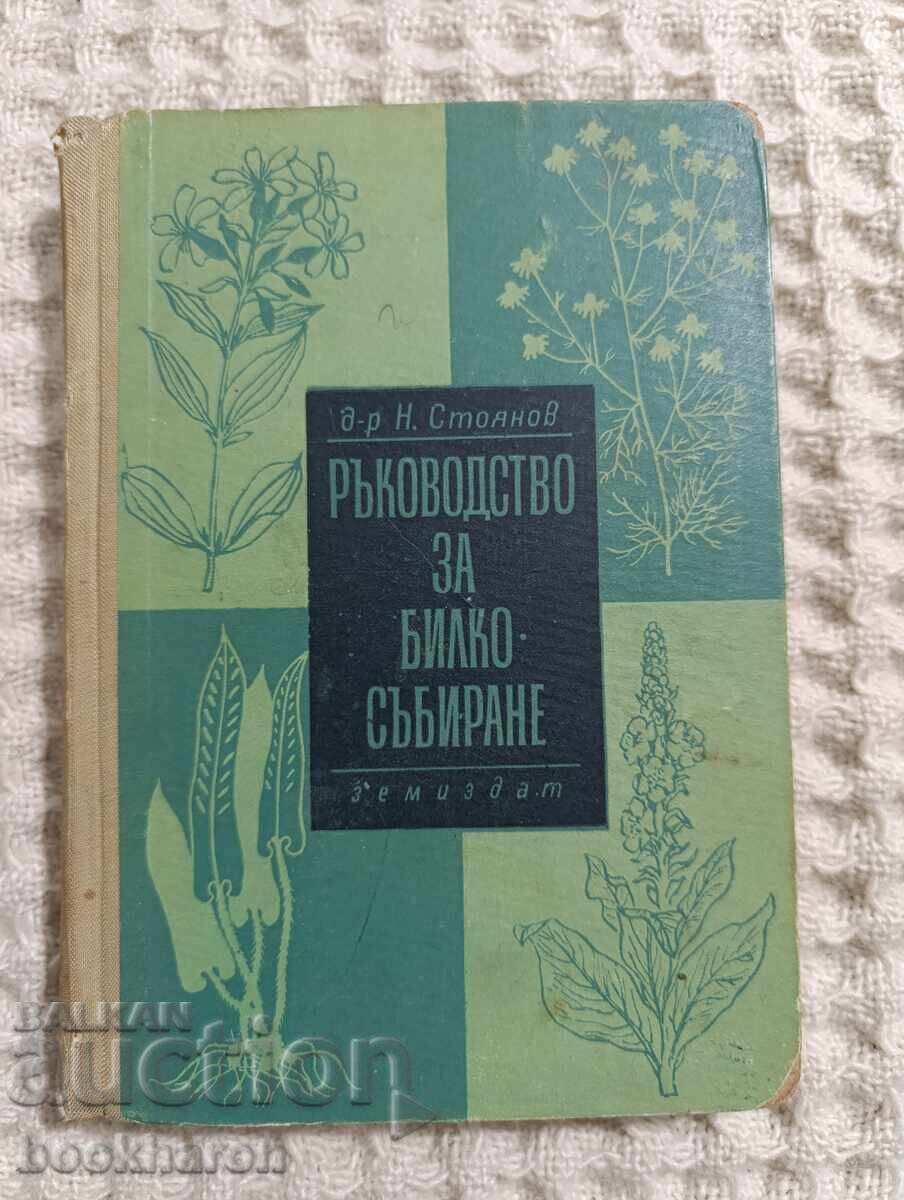 д-р Н. Стоянов
РЪКОВОДСТВО
ЗА
БИЛКО-
СЪБИРАНЕ
земиздат
BALKAN
auction
bookharon